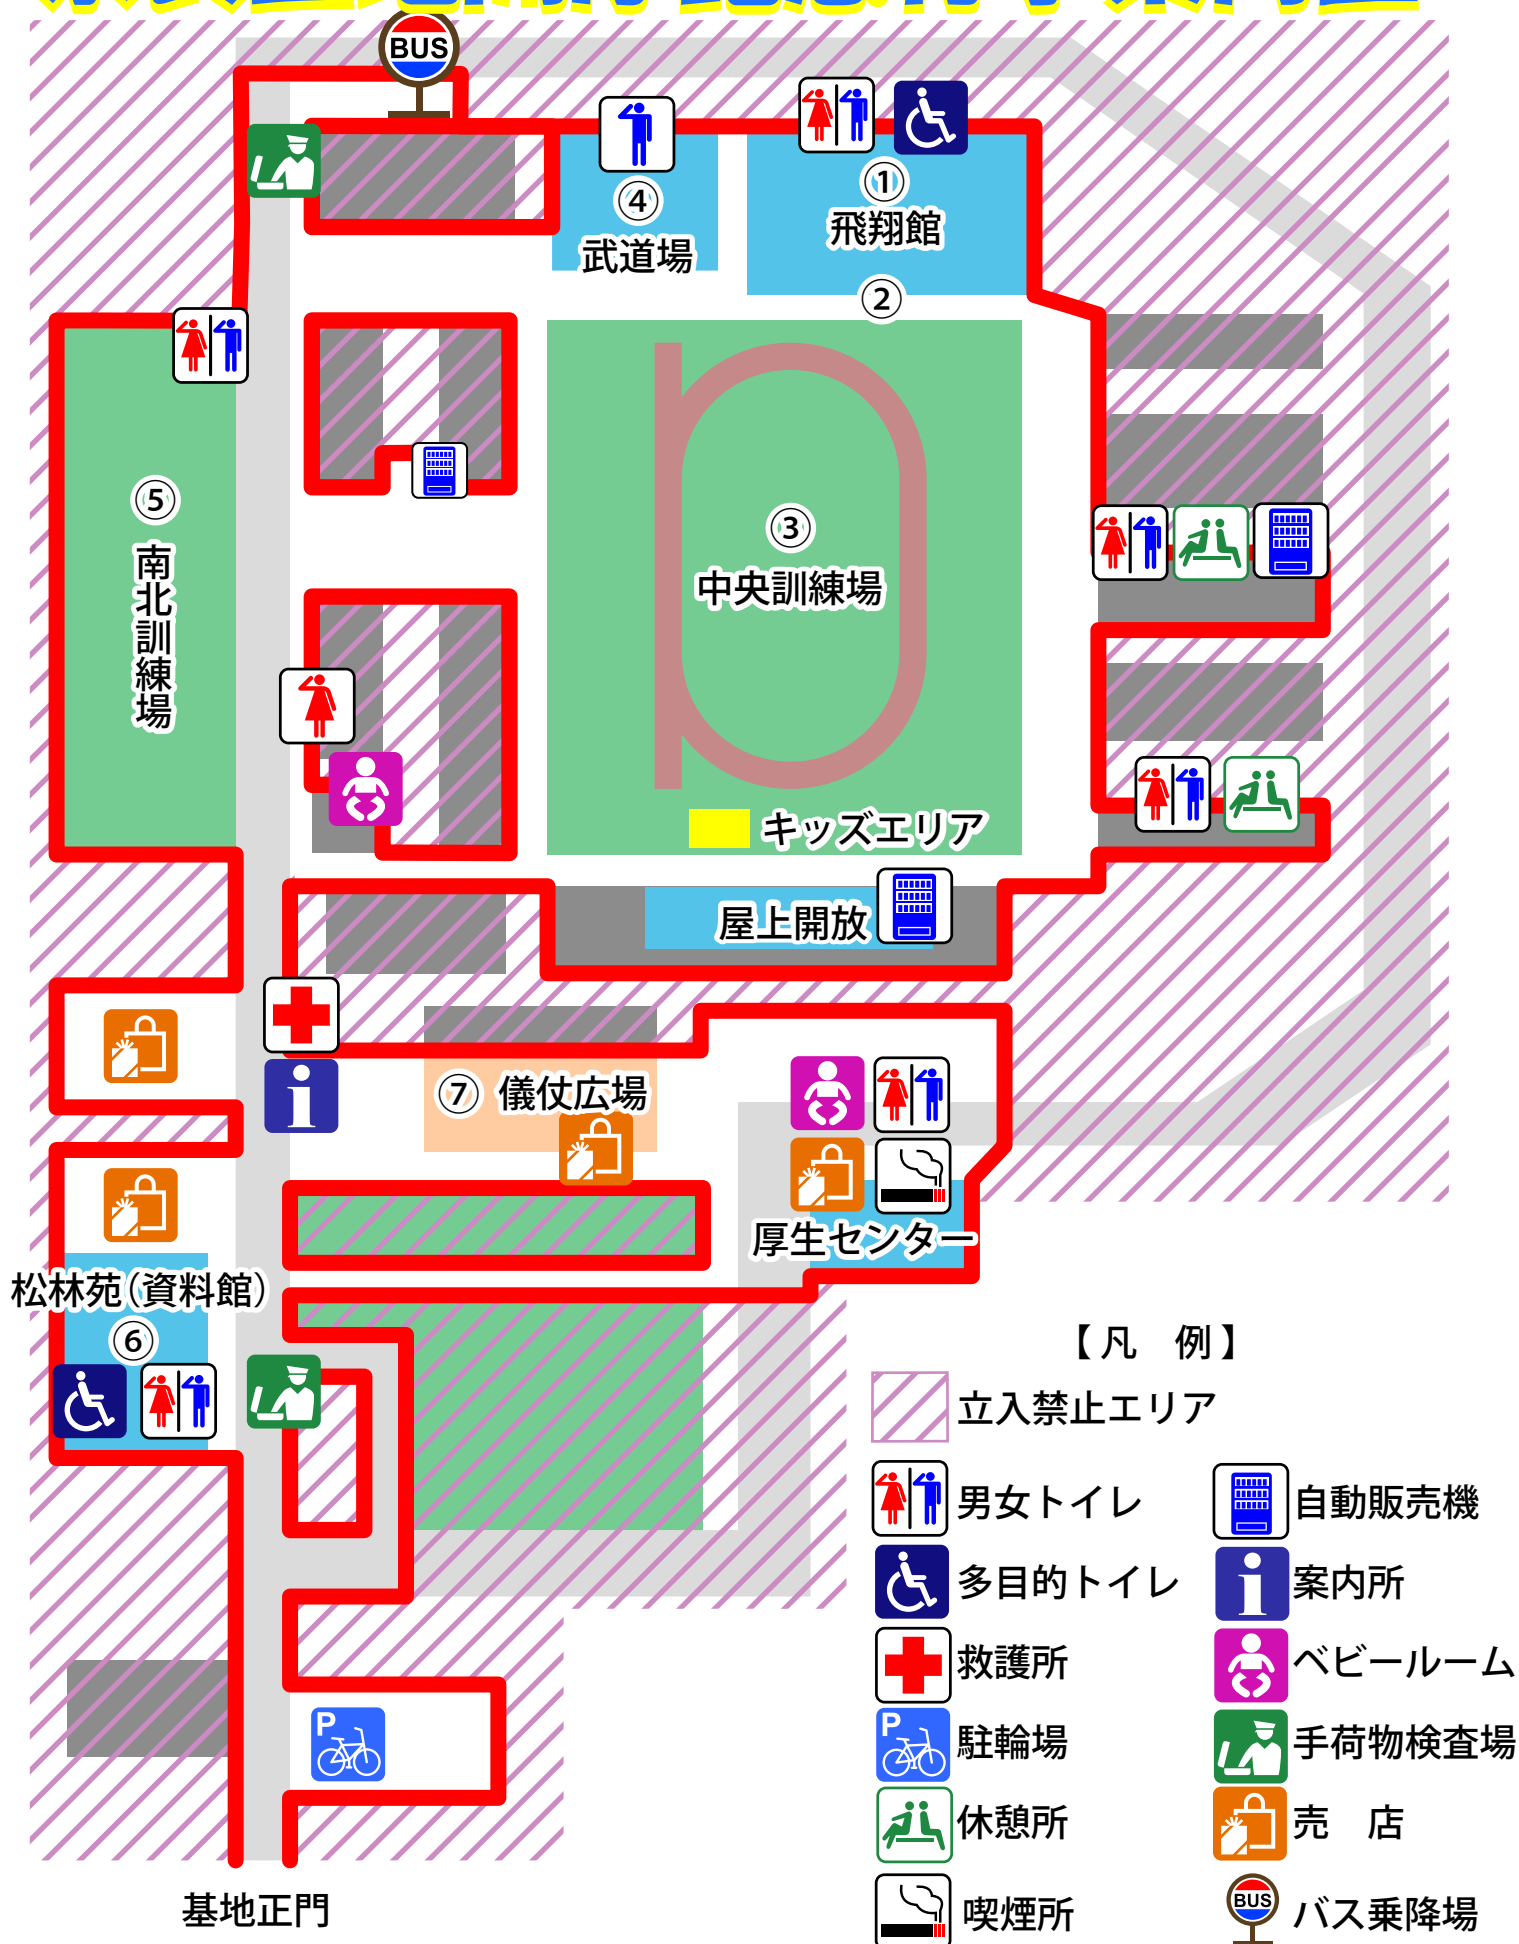 BUS
④
武道場
①
飛翔館
②
⑤
南北訓練場
③
中央訓練場
キッズエリア
屋上開放
⑦ 儀仗広場
厚生センター
松林苑（資料館）
⑥
P
基地正門
【凡　例】
立入禁止エリア
男女トイレ
自動販売機
多目的トイレ
案内所
救護所
ベビールーム
P
駐輪場
手荷物検査場
休憩所
売　店
喫煙所
BUS
バス乗降場